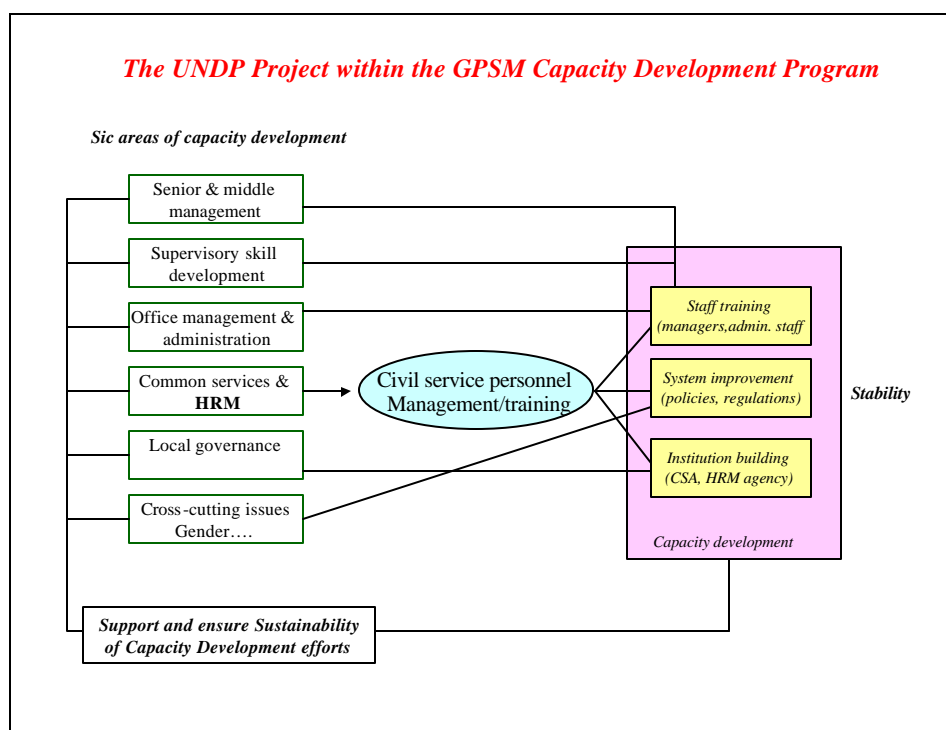 The UNDP Project within the GPSM Capacity Development Program
Sic areas of capacity development
Senior & middle
management
Supervisory skill
development
Office management &
administration
Common services &
HRM
Local governance
Cross-cutting issues
Gender....
Civil service personnel
Management/training
Staff training
(managers,admin. staff
System improvement
(policies, regulations)
Institution building
(CSA, HRM agency)
Capacity development
Stability
Support and ensure Sustainability
of Capacity Development efforts